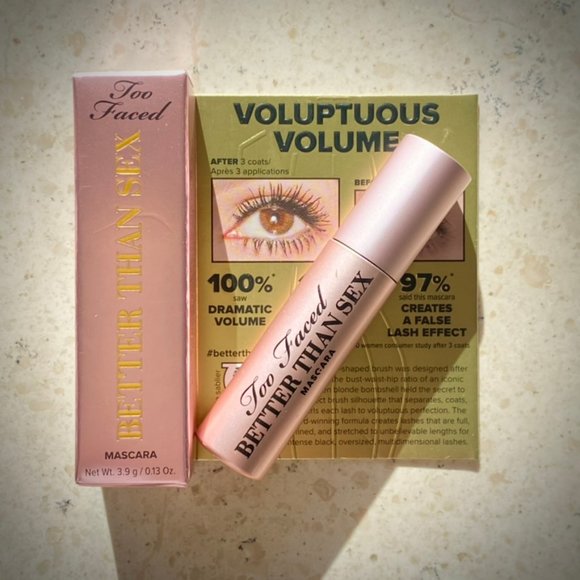 Too
Faced
BETTER THAN SEX
MASCARA
Net Wt. 3.9 g / 0.13 Oz.
VOLUPTUOUS
VOLUME
AFTER 3 coats/
Après 3 applications
100%*
saw
DRAMATIC
VOLUME
97%*
said this mascara
CREATES
A FALSE
LASH EFFECT
women consumer study after 3 coats
-shaped brush was designed after
the bust-waist-hip ratio of an iconic
blonde bombshell held the secret to
brush silhouette that separates, coats,
each lash to voluptuous perfection. The
-winning formula creates lashes that are full,
and stretched to unbelievable lengths for
black, oversized, multidimensional lashes.
Too Faced
BETTER THAN SEX
MASCARA